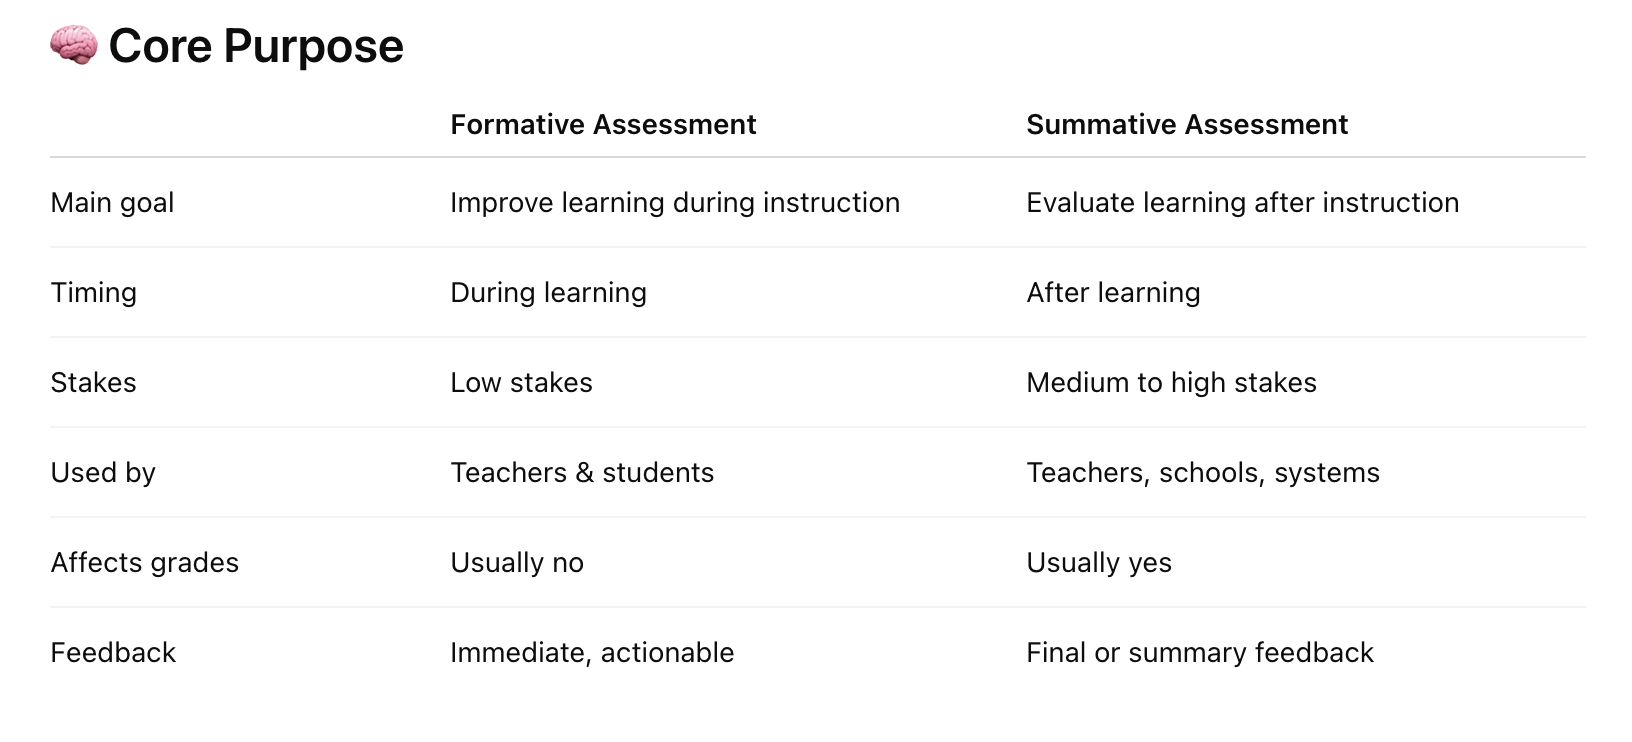 🧠 Core Purpose
Formative Assessment Summative Assessment
Main goal Improve learning during instruction Evaluate learning after instruction
Timing During learning After learning
Stakes Low stakes Medium to high stakes
Used by Teachers & students Teachers, schools, systems
Affects grades Usually no Usually yes
Feedback Immediate, actionable Final or summary feedback